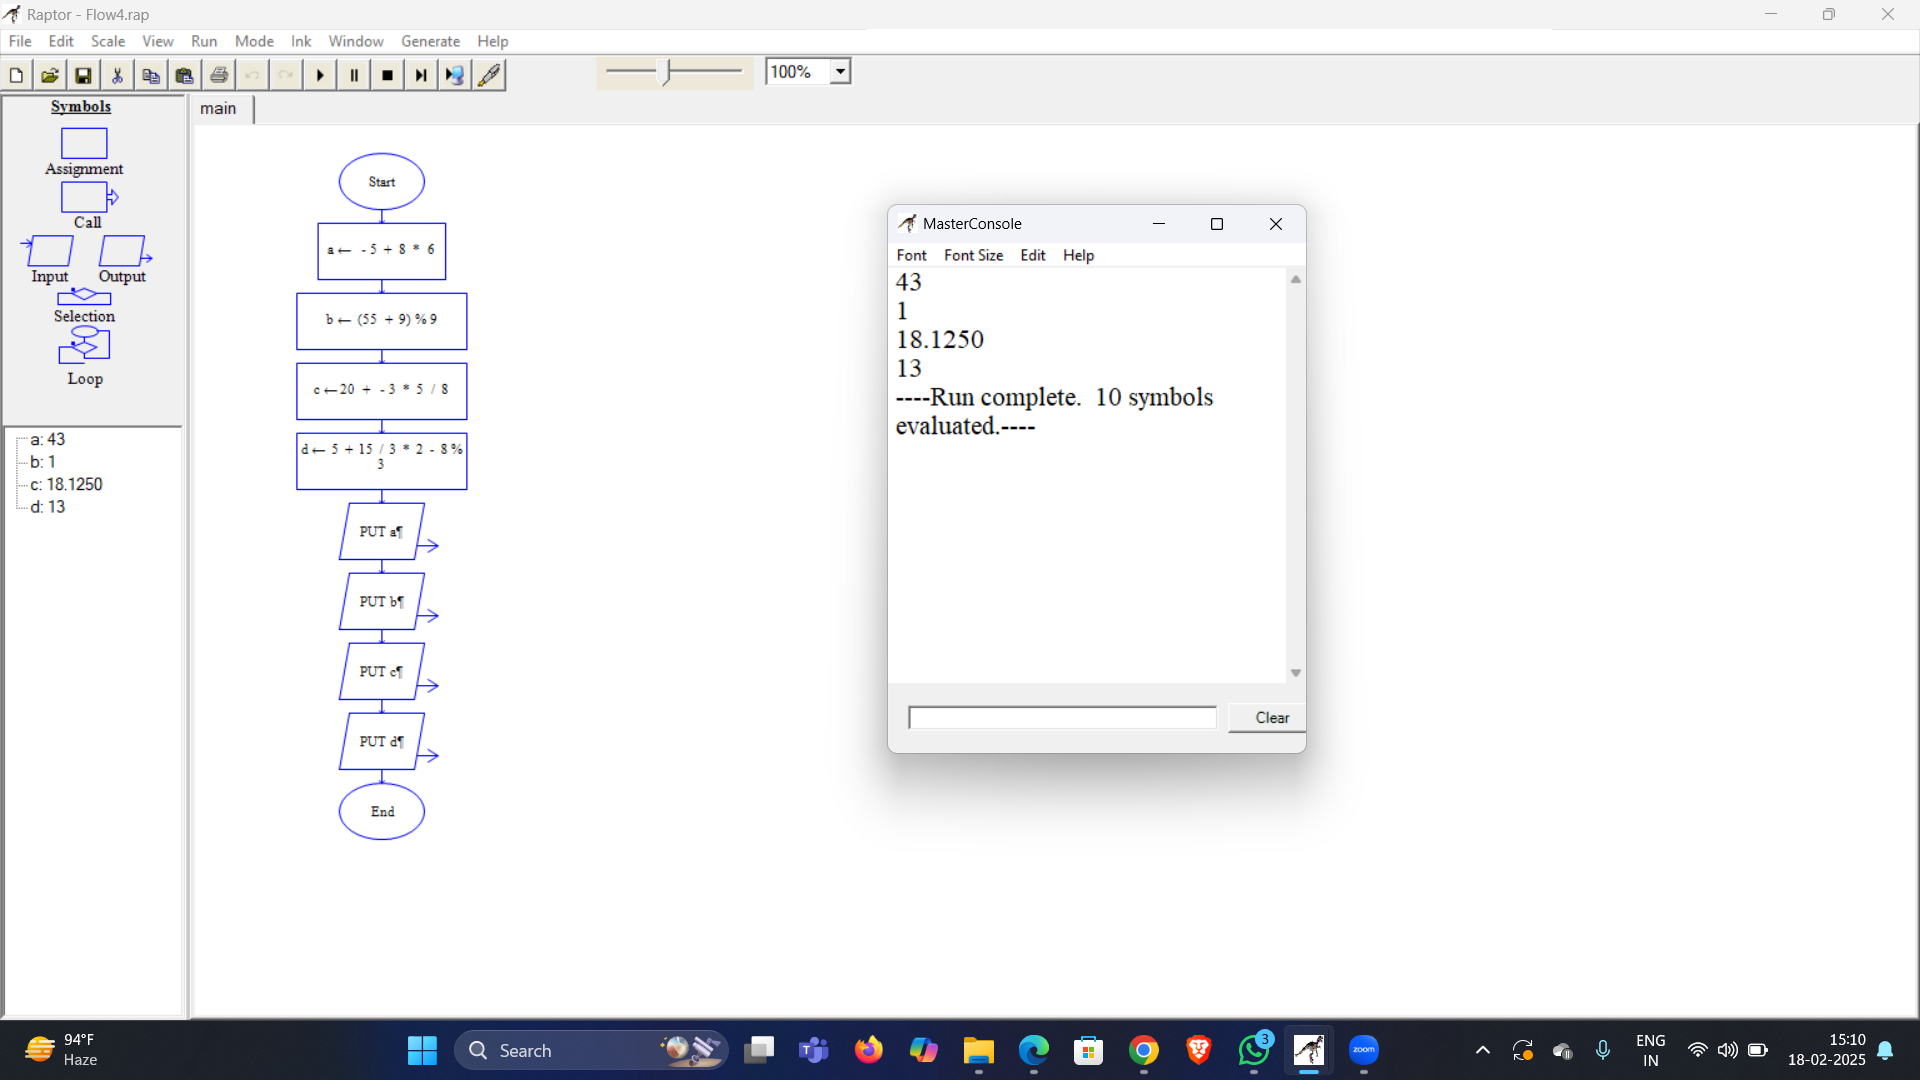 Raptor - Flow4.rap
File Edit Scale View Run Mode Ink Window Generate Help
100%
Symbols
Assignment
Call
Input Output
Selection
Loop
a: 43
b: 1
c: 18.1250
d: 13
main
Start
a ← - 5 + 8 * 6
b ← (55 + 9) % 9
c ← 20 + - 3 * 5 / 8
d ← 5 + 15 / 3 * 2 - 8 %
3
PUT a¶
PUT b¶
PUT c¶
PUT d¶
End
MasterConsole
Font Font Size Edit Help
43
1
18.1250
13
----Run complete. 10 symbols
evaluated.----
Clear
94°F
Haze
Search
3
zoom
ENG
IN
15:10
18-02-2025